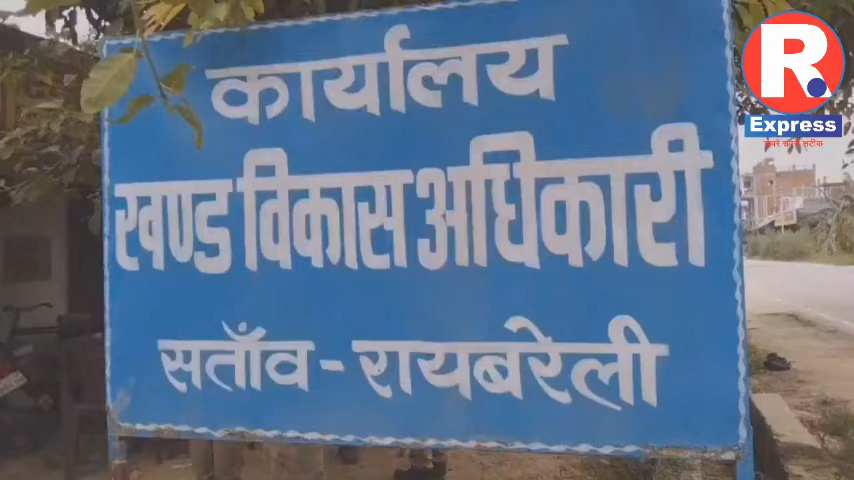 कार्यालय
खण्ड विकास अधिकारी
सताँव - रायबरेली
R.
Express